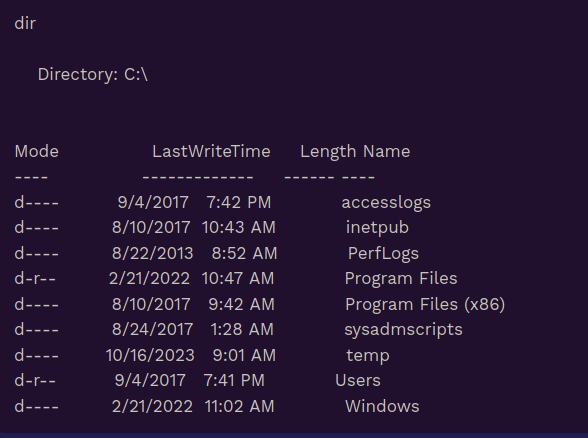 dir
Directory: C:\
Mode LastWriteTime Length Name
---- ------------- ------ ----
d---- 9/4/2017 7:42 PM accesslogs
d---- 8/10/2017 10:43 AM inetpub
d---- 8/22/2013 8:52 AM PerfLogs
d-r-- 2/21/2022 10:47 AM Program Files
d---- 8/10/2017 9:42 AM Program Files (x86)
d---- 8/24/2017 1:28 AM sysadmscripts
d---- 10/16/2023 9:01 AM temp
d-r-- 9/4/2017 7:41 PM Users
d---- 2/21/2022 11:02 AM Windows